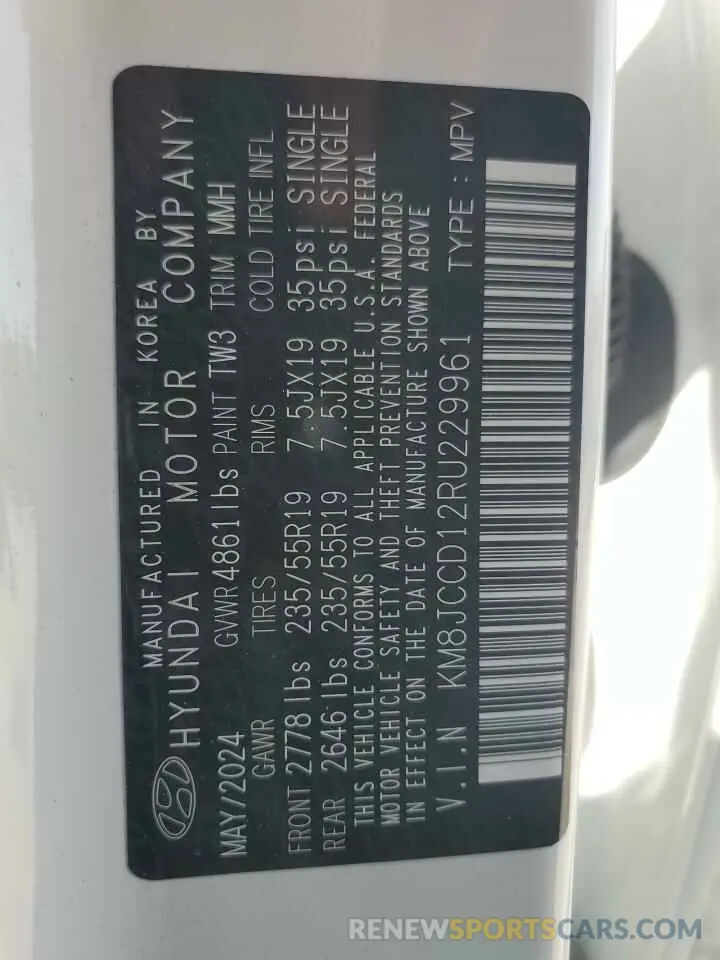 MANUFACTURED IN KOREA BY
HYUNDAI MOTOR COMPANY
MAY/2024 GVWR 4861 lbs PAINT TW3 TRIM MMH
GAWR TIRES RIMS COLD TIRE INFL
FRONT 2778 lbs 235/55R19 7.5JX19 35psi SINGLE
REAR 2646 lbs 235/55R19 7.5JX19 35psi SINGLE
THIS VEHICLE CONFORMS TO ALL APPLICABLE U.S.A. FEDERAL
MOTOR VEHICLE SAFETY AND THEFT PREVENTION STANDARDS
IN EFFECT ON THE DATE OF MANUFACTURE SHOWN ABOVE
V.I.N KM8JCCD12RU229961 TYPE : MPV
RENEWSPORTSCARS.COM